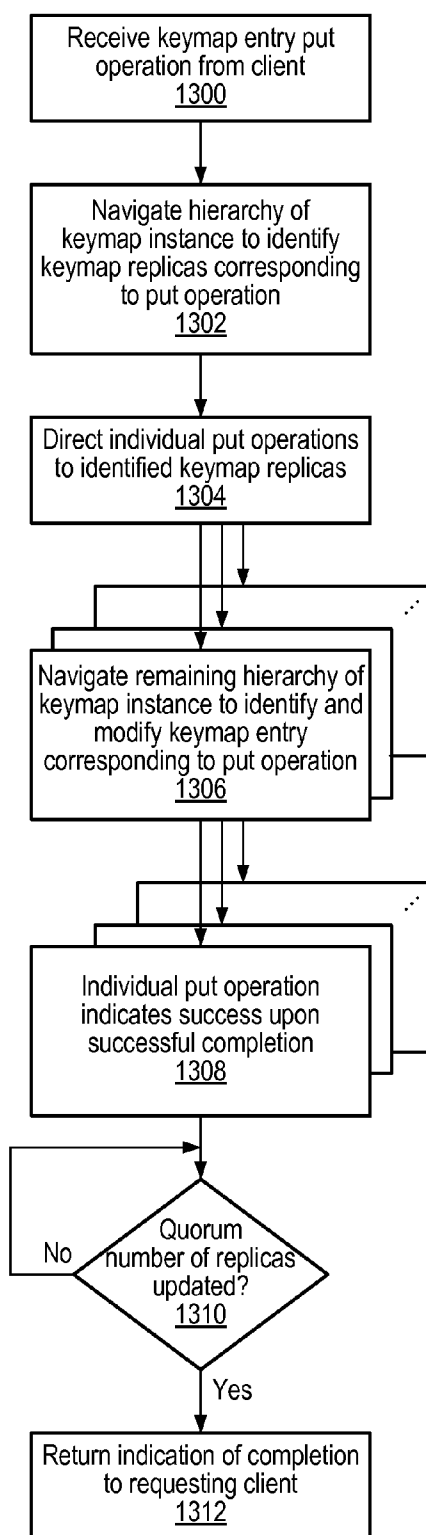 Receive keymap entry put
operation from client
1300
Navigate hierarchy of
keymap instance to identify
keymap replicas corresponding
to put operation
1302
Direct individual put operations
to identified keymap replicas
1304
Navigate remaining hierarchy of
keymap instance to identify and
modify keymap entry
corresponding to put operation
1306
Individual put operation
indicates success upon
successful completion
1308
Quorum
number of replicas
updated?
1310
No
Yes
Return indication of completion
to requesting client
1312